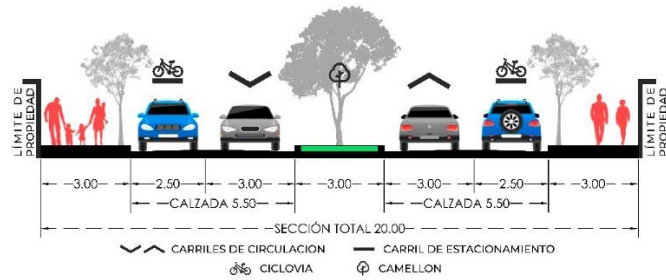 LÍMITE DE
PROPIEDAD
LÍMITE DE
PROPIEDAD
3.00 2.50 3.00 3.00 3.00 2.50 3.00
CALZADA 5.50 CALZADA 5.50
SECCIÓN TOTAL 20.00
CARRILES DE CIRCULACION CARRIL DE ESTACIONAMIENTO
CICLOVIA CAMELLON